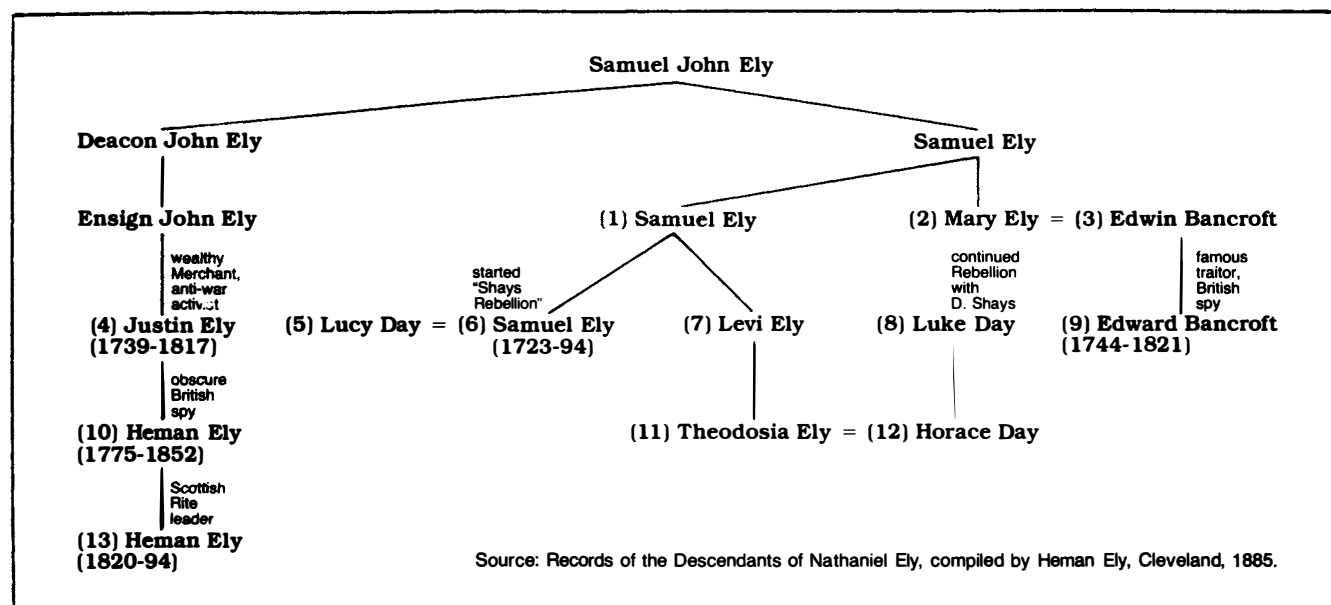 Samuel John Ely
Deacon John Ely
Samuel Ely
Ensign John Ely
(1) Samuel Ely
(2) Mary Ely = (3) Edwin Bancroft
wealthy
Merchant,
anti-war
activist
started
"Shays
Rebellion"
continued
Rebellion
with
D. Shays
famous
traitor,
British
spy
(4) Justin Ely
(1739-1817)
(5) Lucy Day = (6) Samuel Ely
(1723-94)
(7) Levi Ely
(8) Luke Day
(9) Edward Bancroft
(1744-1821)
obscure
British
spy
(10) Heman Ely
(1775-1852)
(11) Theodosia Ely = (12) Horace Day
Scottish
Rite
leader
(13) Heman Ely
(1820-94)
Source: Records of the Descendants of Nathaniel Ely, compiled by Heman Ely, Cleveland, 1885.